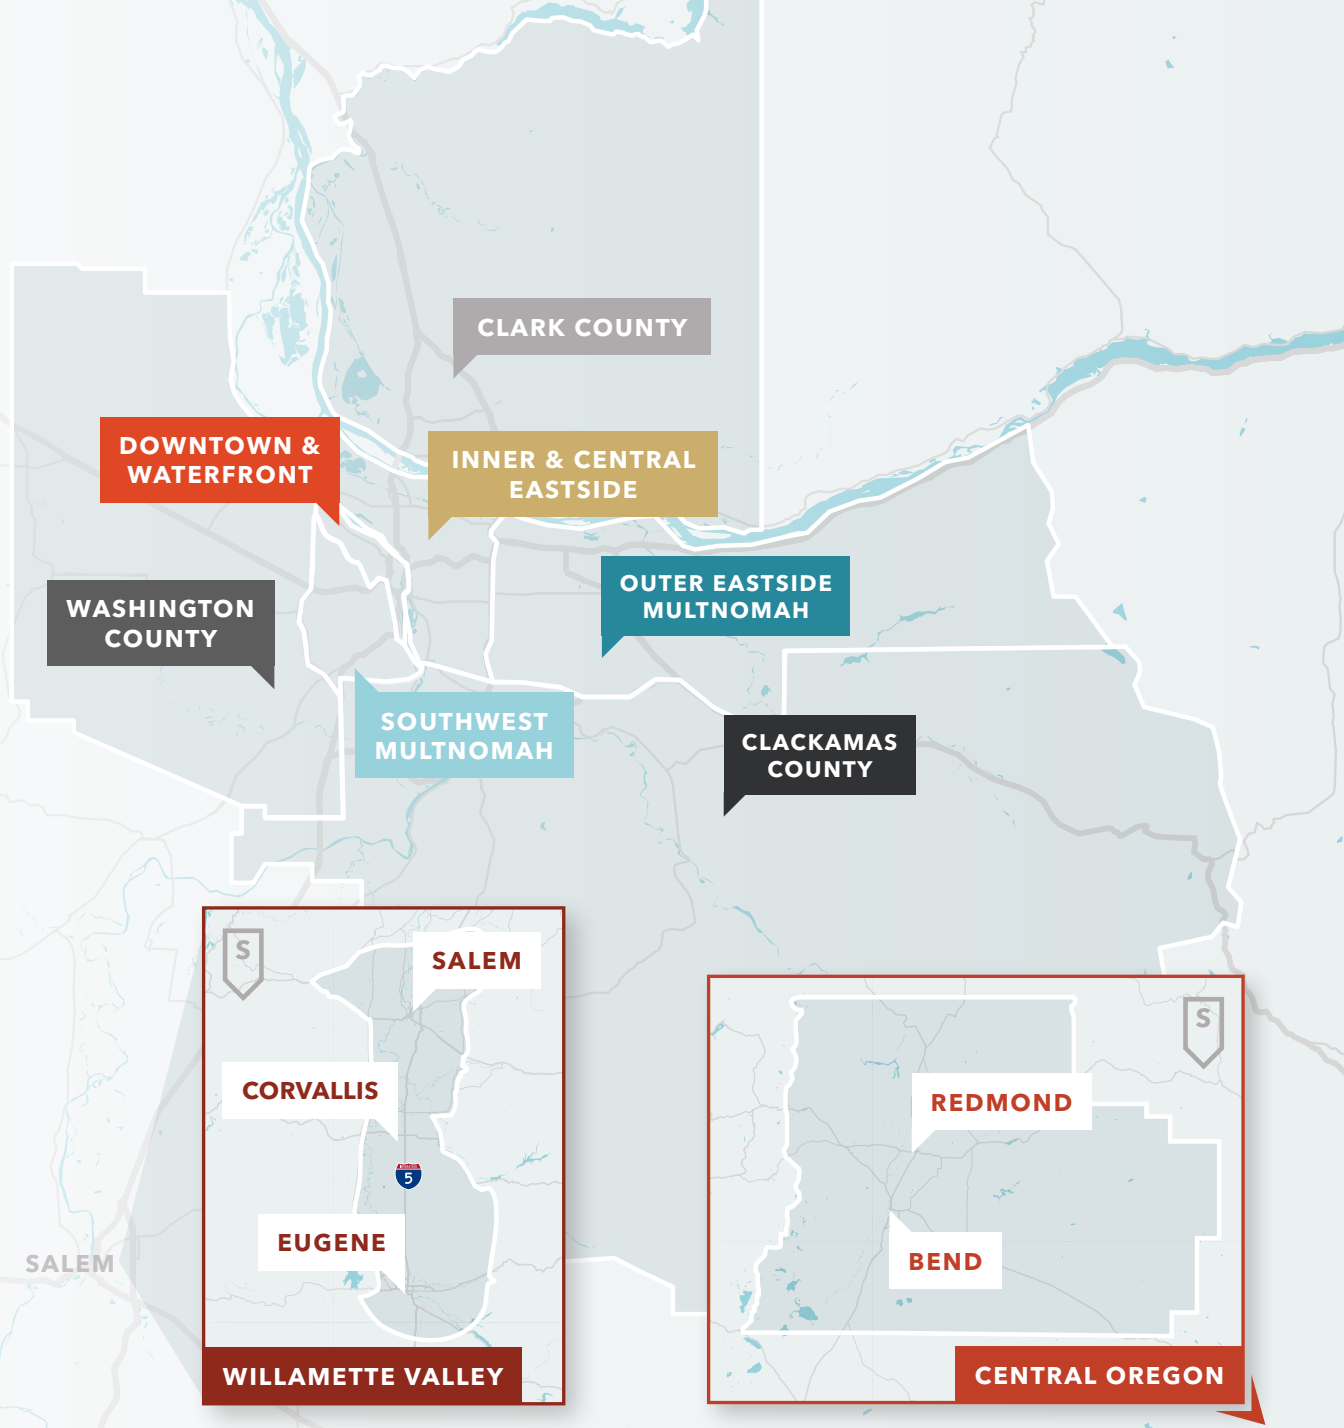 CLARK COUNTY
DOWNTOWN &
WATERFRONT
INNER & CENTRAL
EASTSIDE
OUTER EASTSIDE
MULTNOMAH
WASHINGTON
COUNTY
SOUTHWEST
MULTNOMAH
CLACKAMAS
COUNTY
S
SALEM
CORVALLIS
5
EUGENE
WILLAMETTE VALLEY
SALEM
S
REDMOND
BEND
CENTRAL OREGON